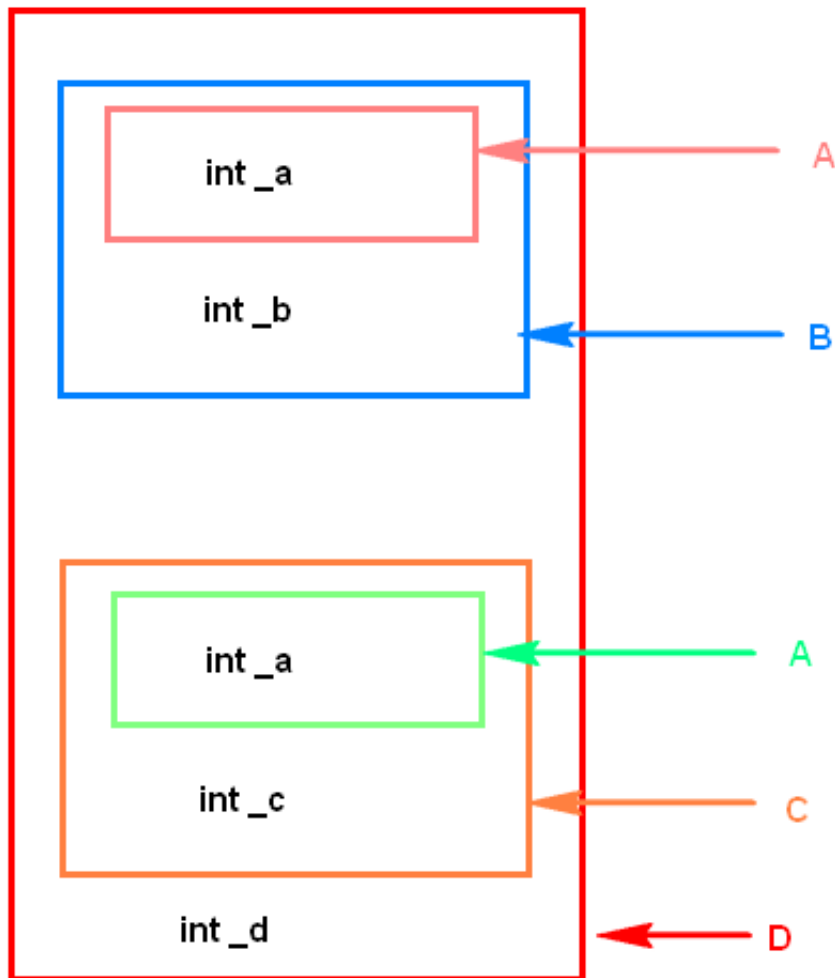 int _a
A
int _b
B
int _a
A
int _c
C
int _d
D